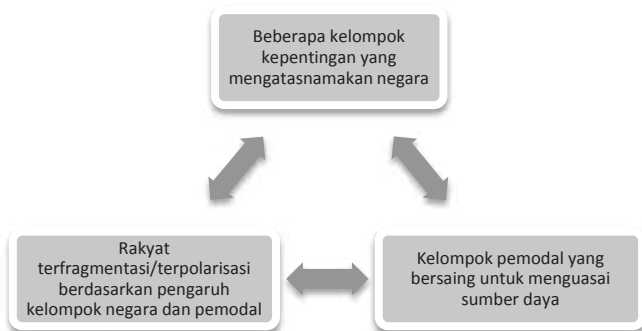 Beberapa kelompok
kepentingan yang
mengatasnamakan negara
Rakyat
terfragmentasi/terpolarisasi
berdasarkan pengaruh
kelompok negara dan pemodal
Kelompok pemodal yang
bersaing untuk menguasai
sumber daya